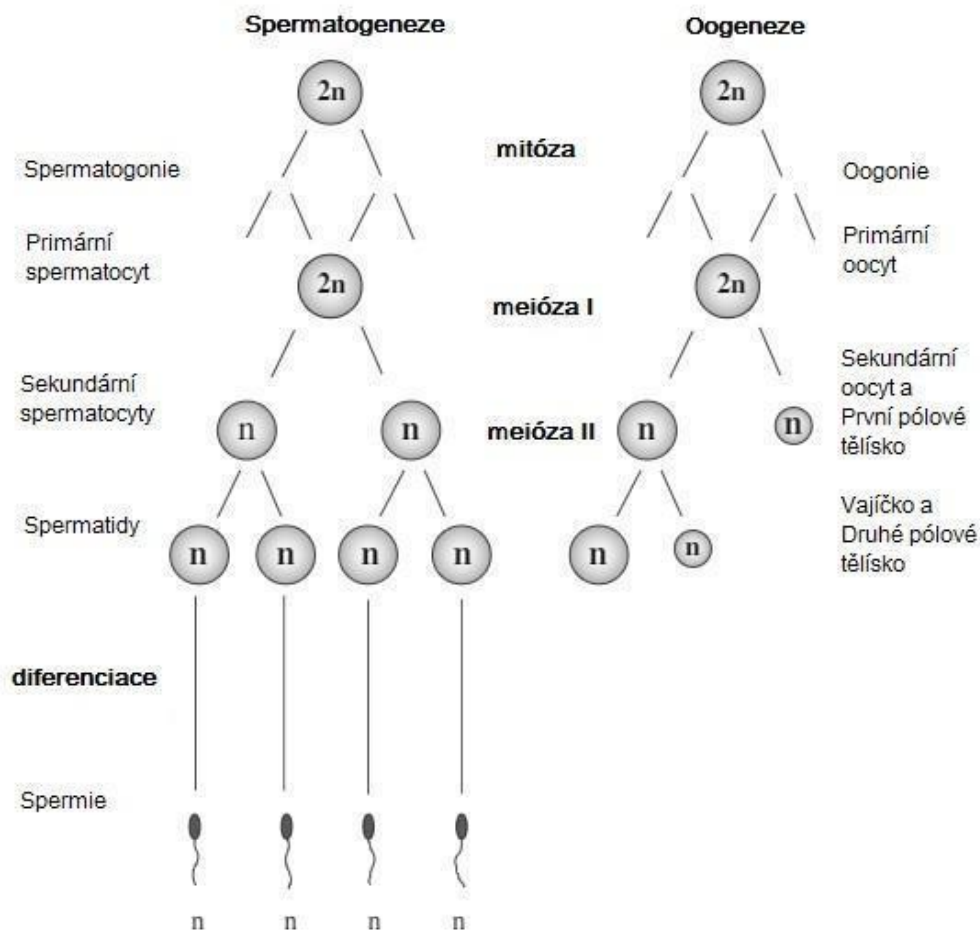 Spermatogeneze
Oogeneze
2n
2n
mitóza
Spermatogonie
Oogonie
Primární
spermatocyt
Primární
oocyt
2n
2n
meióza I
Sekundární
spermatocyty
n
n
meióza II
n
n
Sekundární
oocyt a
První pólové
tělísko
Spermatidy
n
n
n
n
n
n
Vajíčko a
Druhé pólové
tělísko
diferenciace
Spermie
n
n
n
n